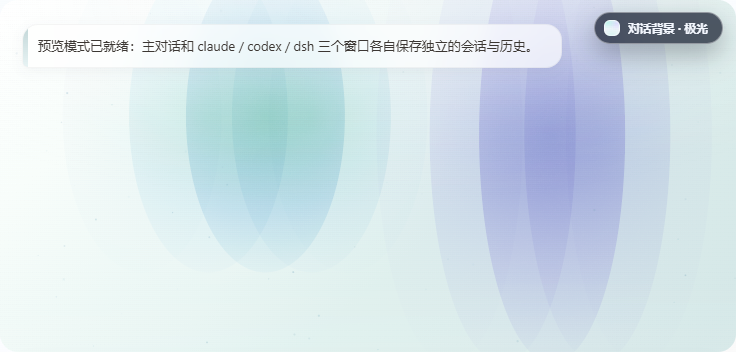 预览模式已就绪：主对话和 claude / codex / dsh 三个窗口各自保存独立的会话与历史。
对话背景 · 极光